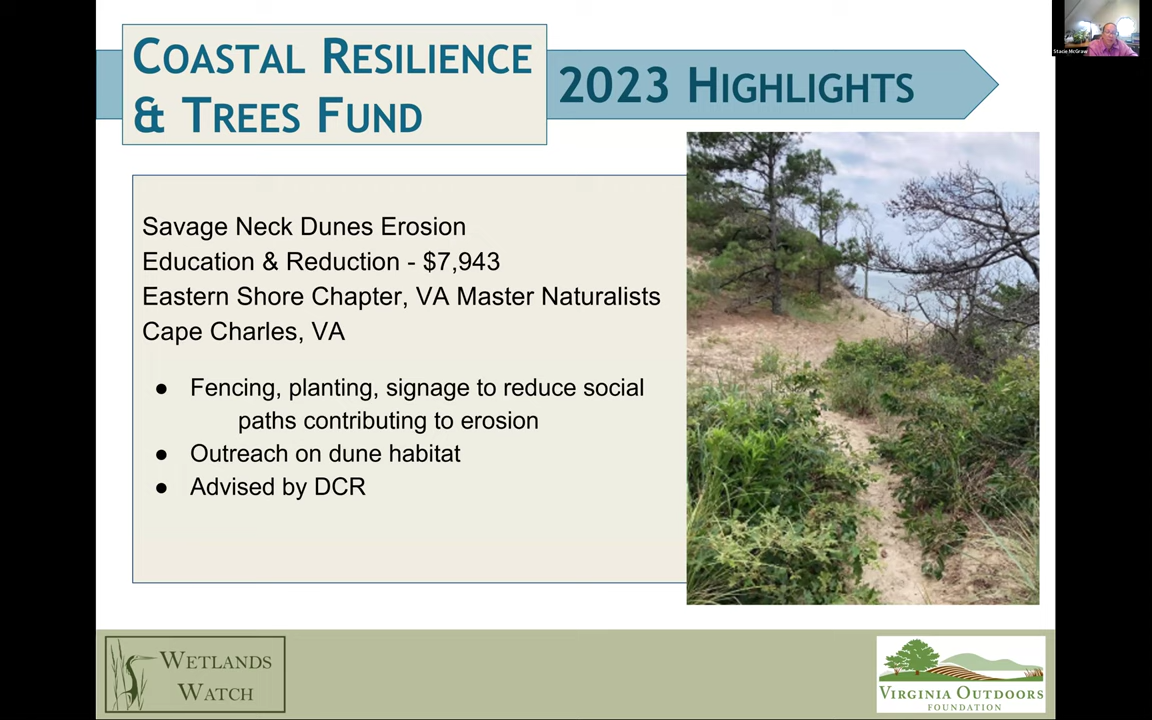 COASTAL RESILIENCE
& TREES FUND
2023 HIGHLIGHTS
Stacie McGraw
Savage Neck Dunes Erosion
Education & Reduction - $7,943
Eastern Shore Chapter, VA Master Naturalists
Cape Charles, VA
● Fencing, planting, signage to reduce social
paths contributing to erosion
● Outreach on dune habitat
● Advised by DCR
WETLANDS
WATCH
VIRGINIA OUTDOORS
FOUNDATION